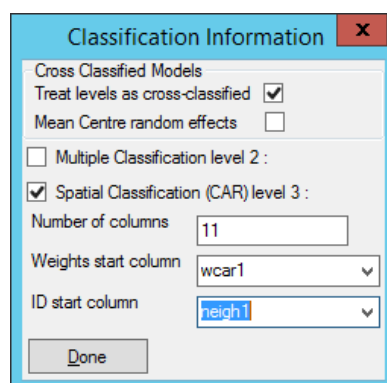 Classification Information x
Cross Classified Models
Treat levels as cross-classified
Mean Centre random effects
Multiple Classification level 2 :
Spatial Classification (CAR) level 3 :
Number of columns 11
Weights start column wcar1
ID start column neigh1
Done